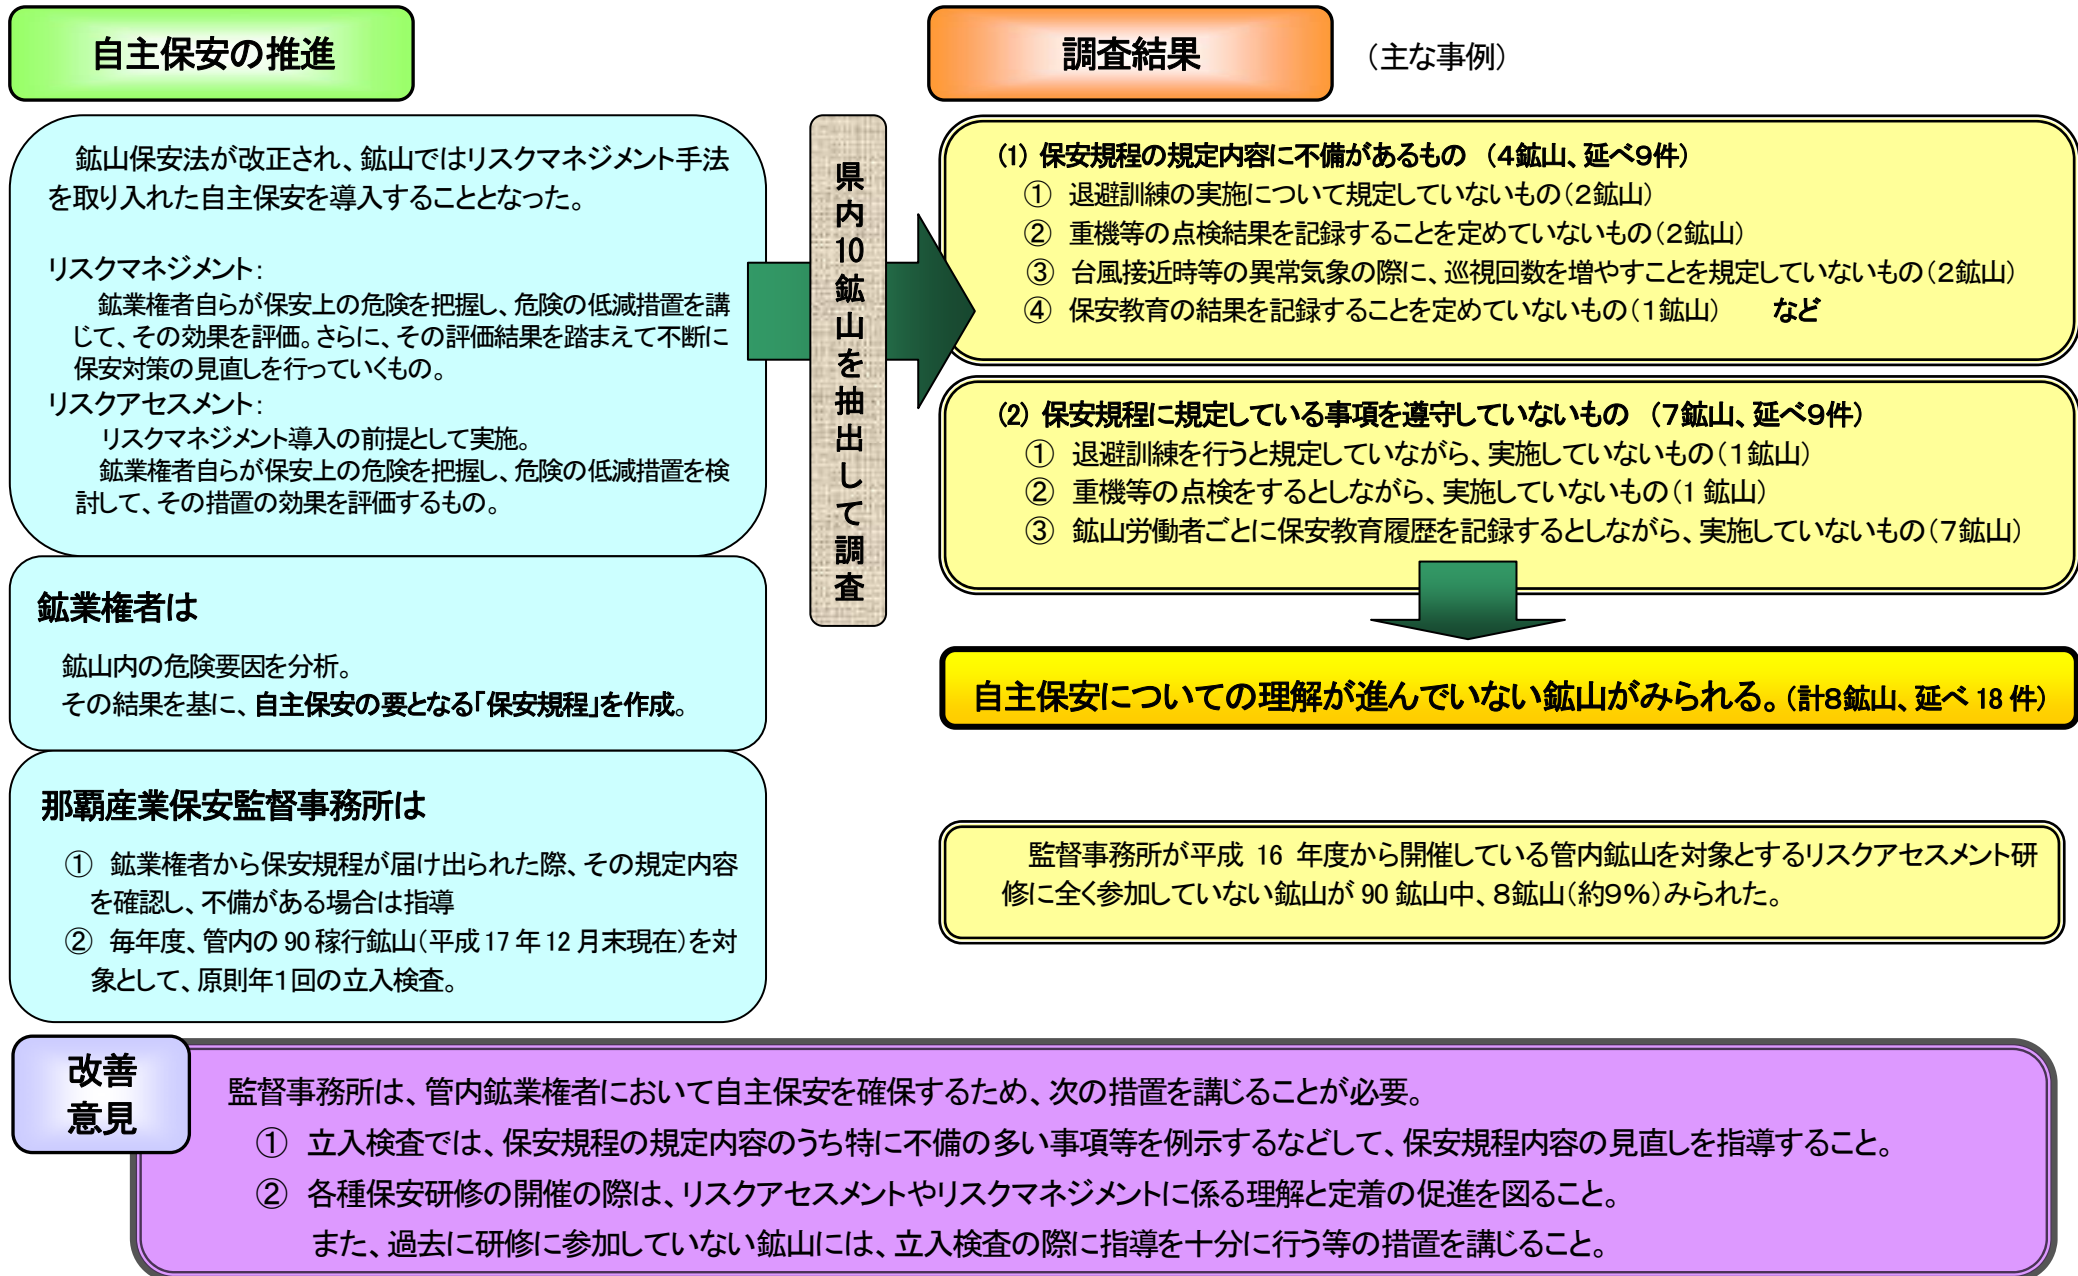 自主保安の推進
鉱山保安法が改正され、鉱山ではリスクマネジメント手法
を取り入れた自主保安を導入することとなった。
リスクマネジメント：
鉱業権者自らが保安上の危険を把握し、危険の低減措置を講
じて、その効果を評価。さらに、その評価結果を踏まえて不断に
保安対策の見直しを行っていくもの。
リスクアセスメント：
リスクマネジメント導入の前提として実施。
鉱業権者自らが保安上の危険を把握し、危険の低減措置を検
討して、その措置の効果を評価するもの。
鉱業権者は
鉱山内の危険要因を分析。
その結果を基に、自主保安の要となる「保安規程」を作成。
那覇産業保安監督事務所は
① 鉱業権者から保安規程が届け出られた際、その規定内容
を確認し、不備がある場合は指導
② 毎年度、管内の 90 稼行鉱山（平成 17 年 12 月末現在）を対
象として、原則年１回の立入検査。
県内10鉱山を抽出して調査
調査結果 （主な事例）
(1) 保安規程の規定内容に不備があるもの （４鉱山、延べ９件）
① 退避訓練の実施について規定していないもの（２鉱山）
② 重機等の点検結果を記録することを定めていないもの（２鉱山）
③ 台風接近時等の異常気象の際に、巡視回数を増やすことを規定していないもの（２鉱山）
④ 保安教育の結果を記録することを定めていないもの（１鉱山） など
(2) 保安規程に規定している事項を遵守していないもの （７鉱山、延べ９件）
① 退避訓練を行うと規定していながら、実施していないもの（１鉱山）
② 重機等の点検をするとしながら、実施していないもの（１鉱山）
③ 鉱山労働者ごとに保安教育履歴を記録するとしながら、実施していないもの（７鉱山）
自主保安についての理解が進んでいない鉱山がみられる。（計８鉱山、延べ 18 件）
監督事務所が平成 16 年度から開催している管内鉱山を対象とするリスクアセスメント研
修に全く参加していない鉱山が 90 鉱山中、８鉱山（約９％）みられた。
改善
意見
監督事務所は、管内鉱業権者において自主保安を確保するため、次の措置を講じることが必要。
① 立入検査では、保安規程の規定内容のうち特に不備の多い事項等を例示するなどして、保安規程内容の見直しを指導すること。
② 各種保安研修の開催の際は、リスクアセスメントやリスクマネジメントに係る理解と定着の促進を図ること。
また、過去に研修に参加していない鉱山には、立入検査の際に指導を十分に行う等の措置を講じること。